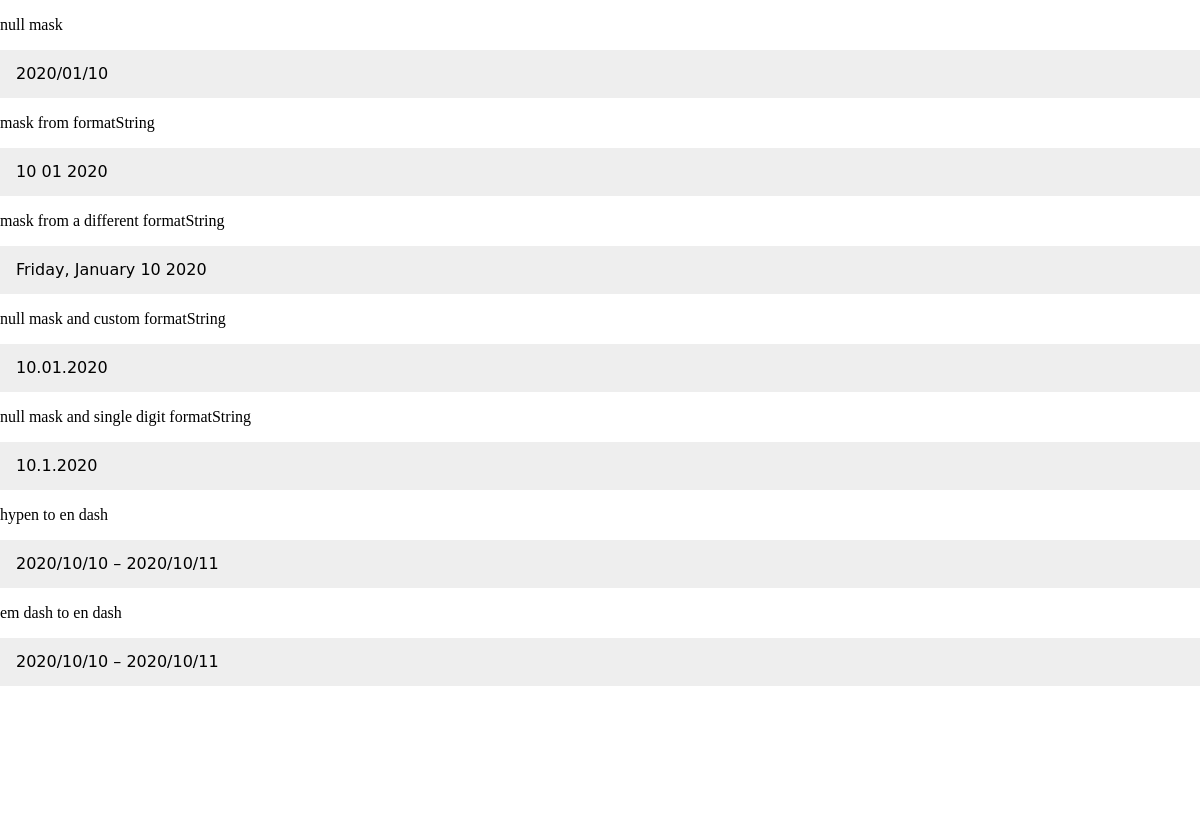 null mask
2020/01/10
mask from formatString
10 01 2020
mask from a different formatString
Friday, January 10 2020
null mask and custom formatString
10.01.2020
null mask and single digit formatString
10.1.2020
hypen to en dash
2020/10/10 – 2020/10/11
em dash to en dash
2020/10/10 – 2020/10/11